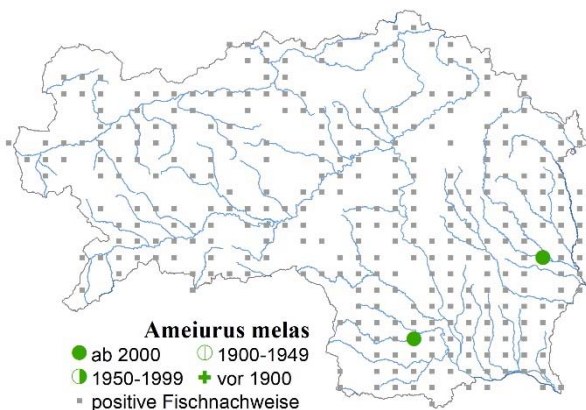 Ameiurus melas
ab 2000 1900-1949
1950-1999 vor 1900
positive Fischnachweise